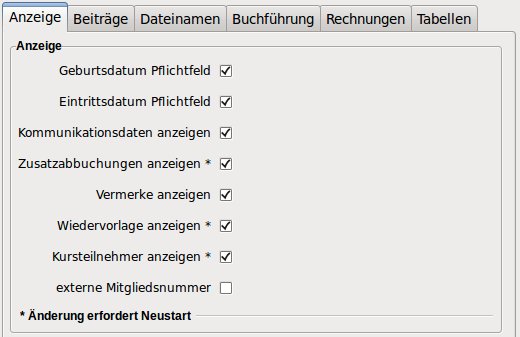 Anzeige Beiträge Dateinamen Buchführung Rechnungen Tabellen
Anzeige
Geburtsdatum Pflichtfeld
Eintrittsdatum Pflichtfeld
Kommunikationsdaten anzeigen
Zusatzabbuchungen anzeigen *
Vermerke anzeigen
Wiedervorlage anzeigen *
Kursteilnehmer anzeigen *
externe Mitgliedsnummer
* Änderung erfordert Neustart